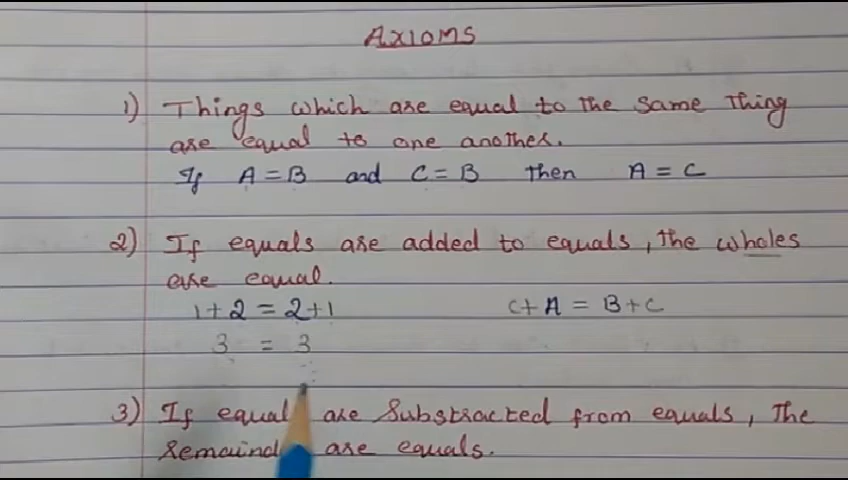 AXIOMS
1) Things which are equal to the same thing
are equal to one another.
If A = B and C = B then A = C
2) If equals are added to equals, the wholes
are equal.
1+2 = 2+1 C+A = B+C
3 = 3
3) If equal are Substracted from equals, the
remaind are equals.